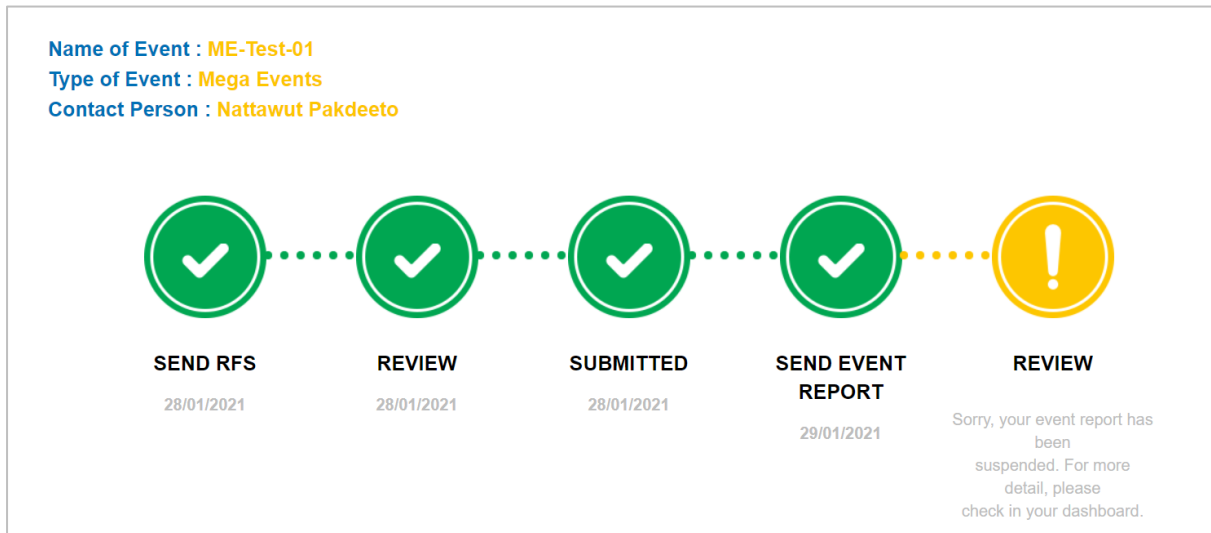 Name of Event : ME-Test-01
Type of Event : Mega Events
Contact Person : Nattawut Pakdeeto
SEND RFS
28/01/2021
REVIEW
28/01/2021
SUBMITTED
28/01/2021
SEND EVENT
REPORT
29/01/2021
REVIEW
Sorry, your event report has
been
suspended. For more
detail, please
check in your dashboard.